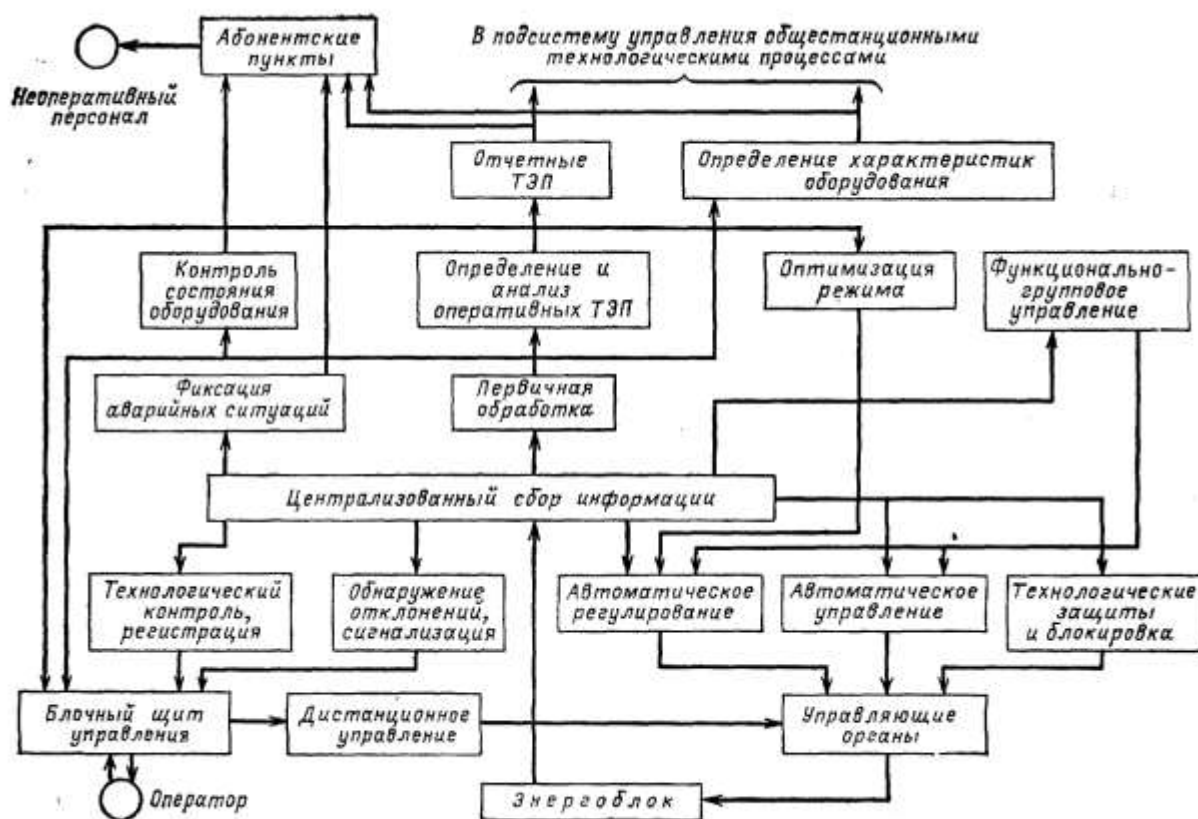 Абонентские
пункты
В подсистему управления общестанционными
технологическими процессами
Неоперативный
персонал
Отчетные
ТЭП
Определение характеристик
оборудования
Контроль
состояния
оборудования
Определение и
анализ
оперативных ТЭП
Оптимизация
режима
Функционально-
групповое
управление
Фиксация
аварийных ситуаций
Первичная
обработка
Централизованный сбор информации
Технологический
контроль,
регистрация
Обнаружение
отклонений,
сигнализация
Автоматическое
регулирование
Автоматическое
управление
Технологические
защиты
и блокировка
Блочный щит
управления
Дистанционное
управление
Управляющие
органы
Оператор
Энергоблок